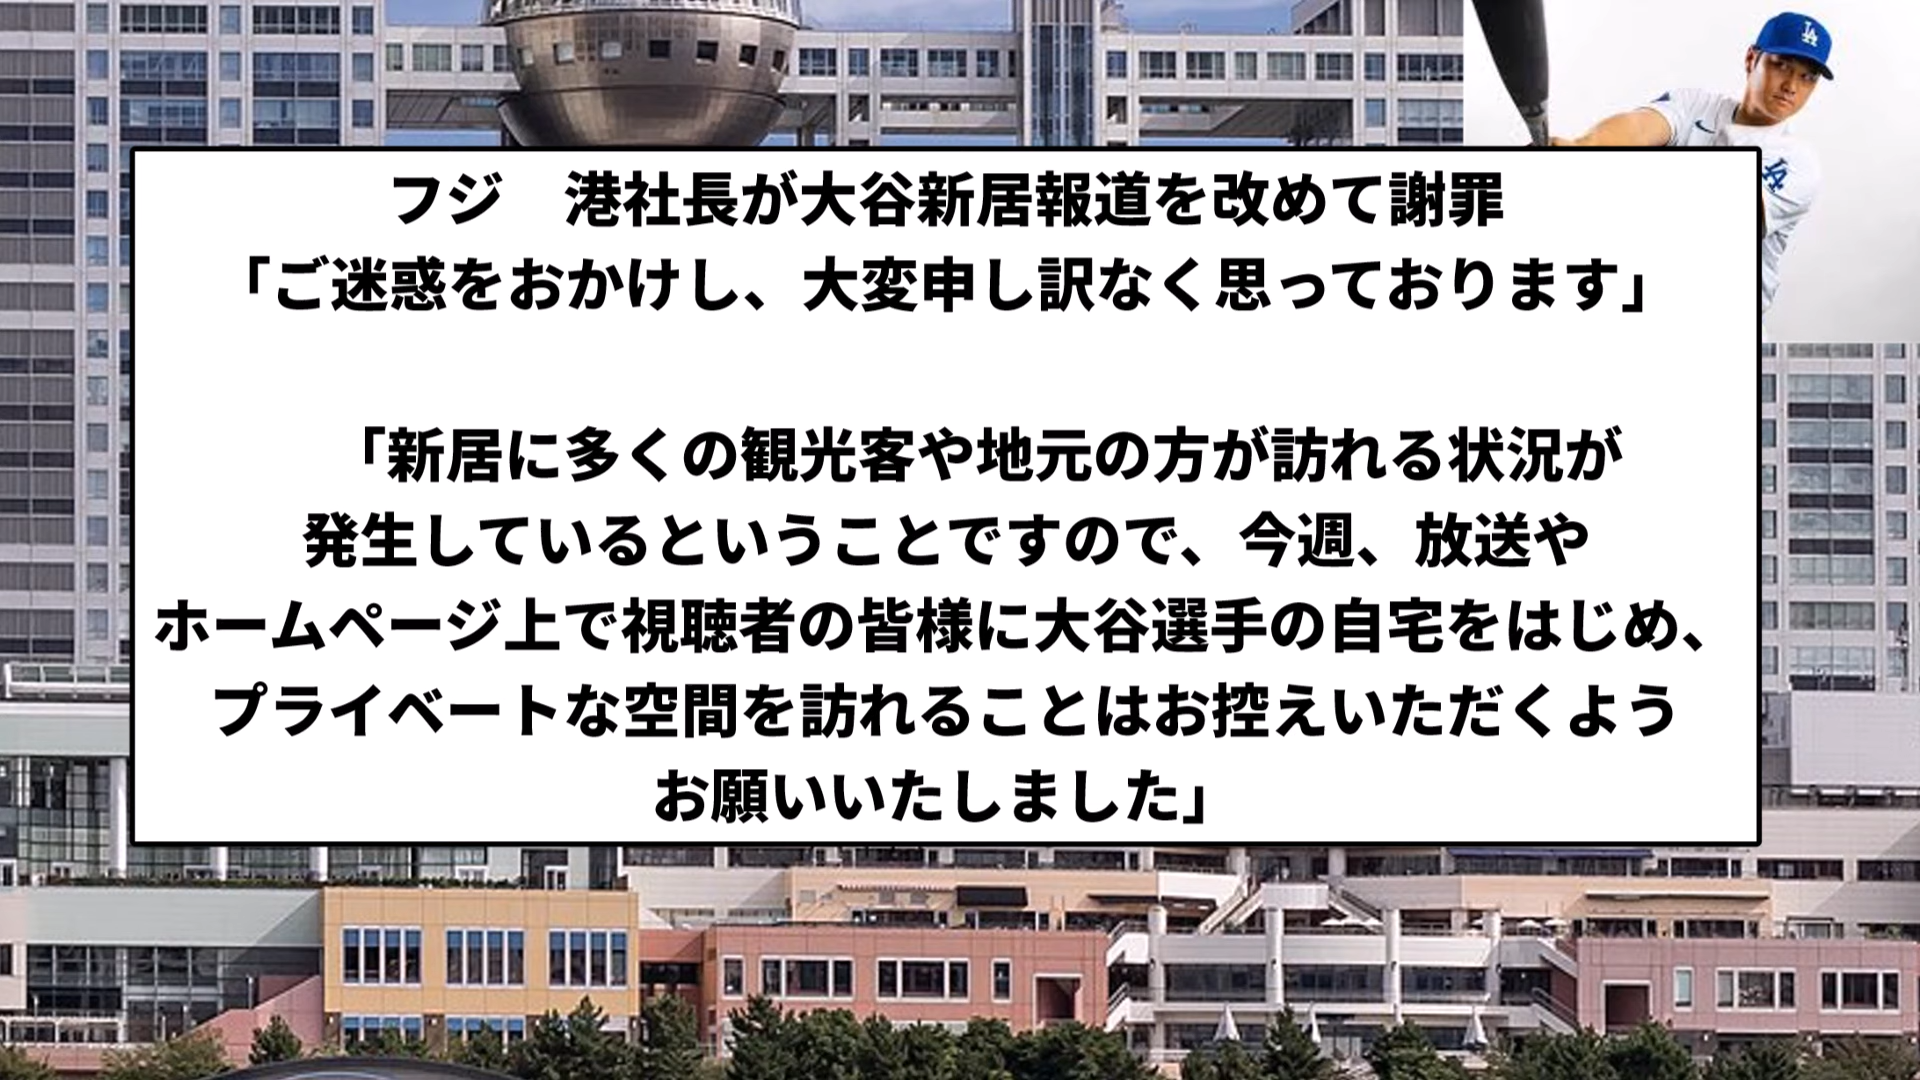 フジ　港社長が大谷新居報道を改めて謝罪
「ご迷惑をおかけし、大変申し訳なく思っております」
「新居に多くの観光客や地元の方が訪れる状況が
発生しているということですので、今週、放送や
ホームページ上で視聴者の皆様に大谷選手の自宅をはじめ、
プライベートな空間を訪れることはお控えいただくよう
お願いいたしました」
LA